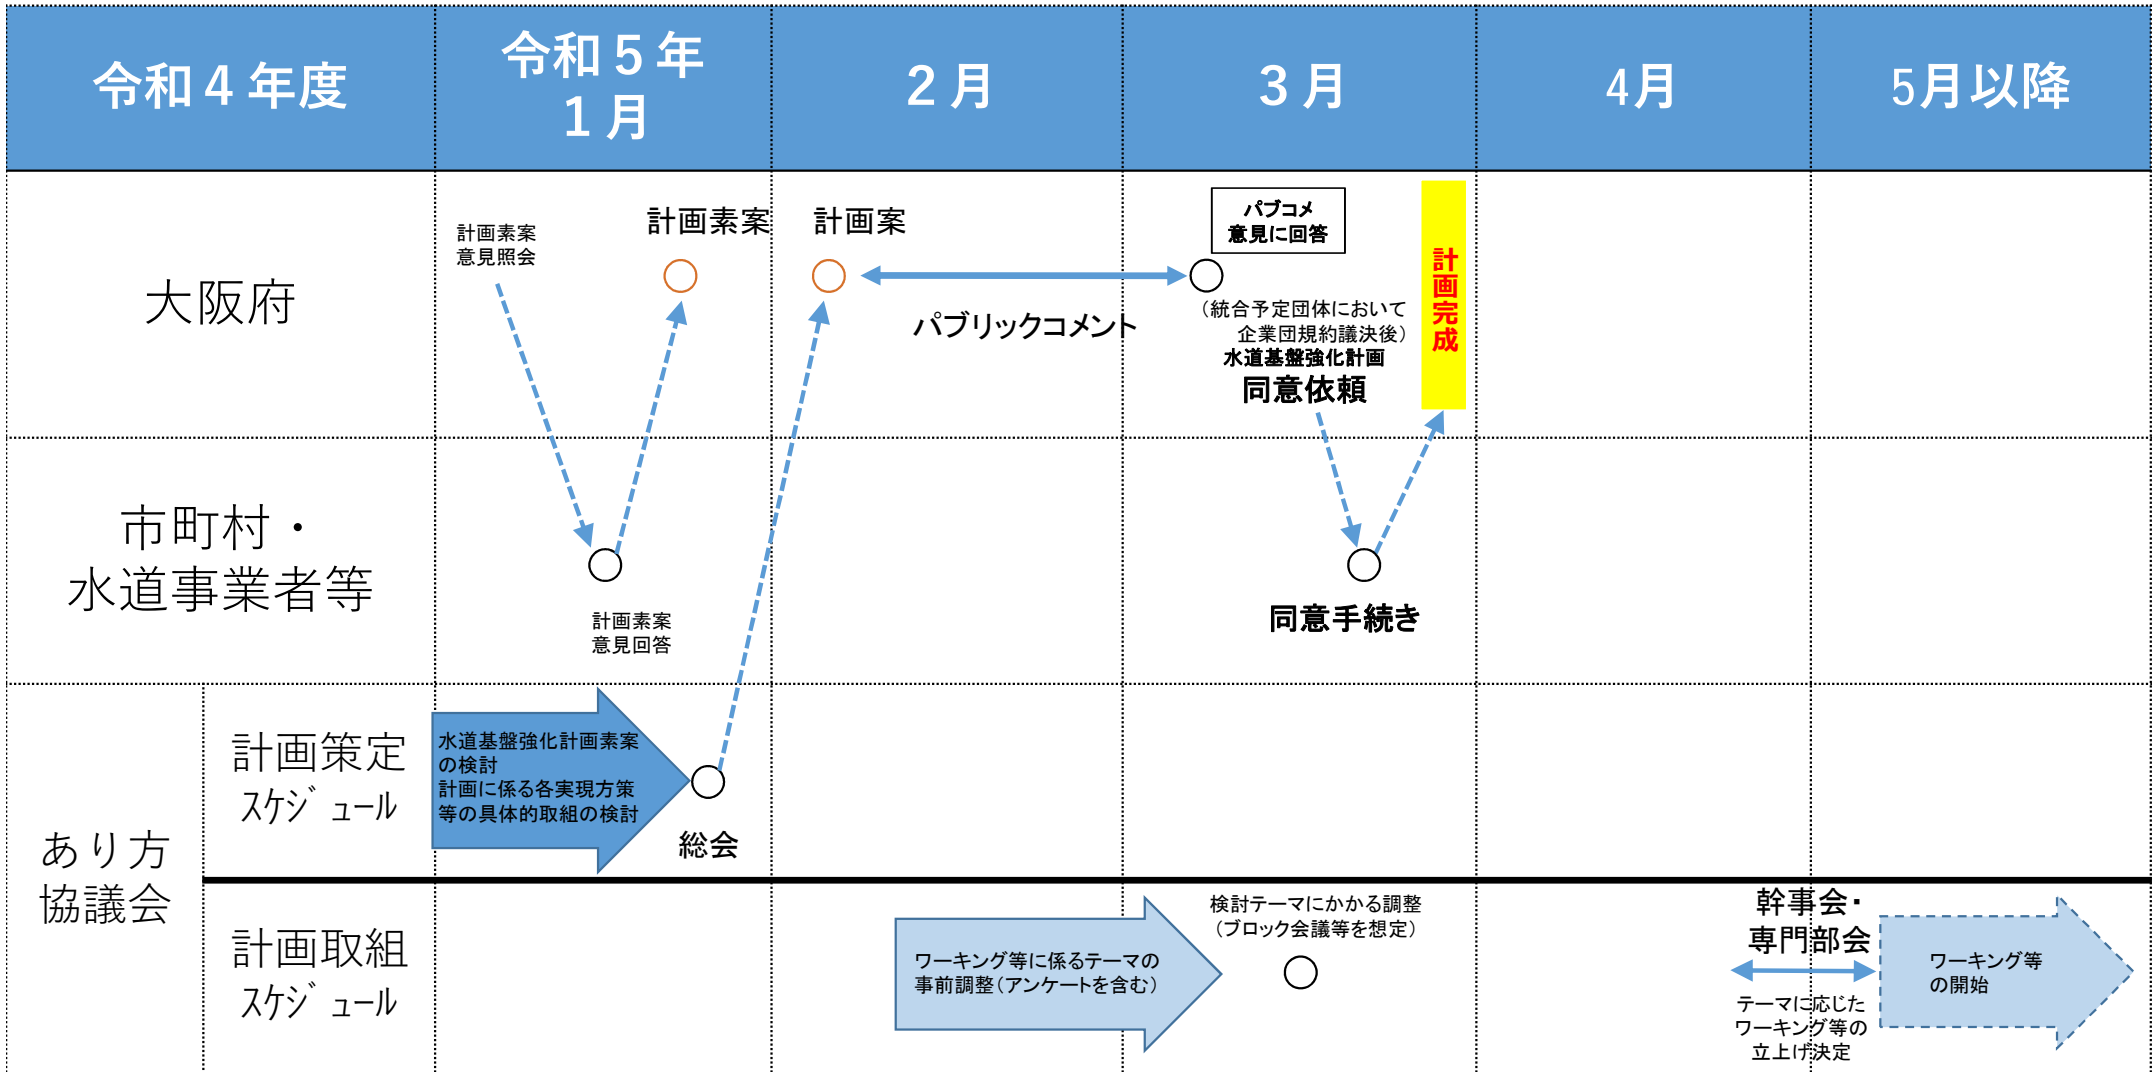 令和４年度
令和５年
１月
２月
３月
4月
5月以降
大阪府
計画素案
意見照会
計画素案
計画案
パブリックコメント
パブコメ
意見に回答
（統合予定団体において
企業団規約議決後）
水道基盤強化計画
同意依頼
計画完成
市町村・
水道事業者等
計画素案
意見回答
同意手続き
あり方
協議会
計画策定
ｽｹｼﾞｭｰﾙ
水道基盤強化計画素案
の検討
計画に係る各実現方策
等の具体的取組の検討
総会
計画取組
ｽｹｼﾞｭｰﾙ
ワーキング等に係るテーマの
事前調整（アンケートを含む）
検討テーマにかかる調整
（ブロック会議等を想定）
幹事会・
専門部会
テーマに応じた
ワーキング等の
立上げ決定
ワーキング等
の開始